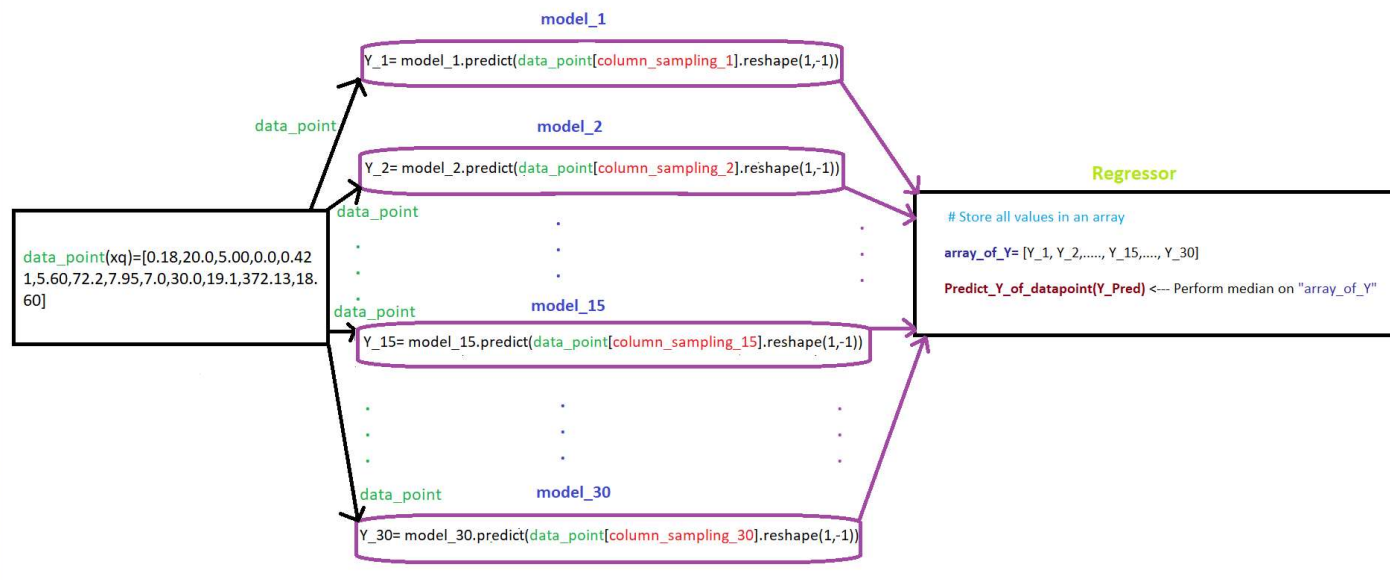 model_1
Y_1= model_1.predict(data_point[column_sampling_1].reshape(1,-1))
data_point
model_2
Y_2= model_2.predict(data_point[column_sampling_2].reshape(1,-1))
data_point
data_point(xq)=[0.18,20.0,5.00,0.0,0.42
1,5.60,72.2,7.95,7.0,30.0,19.1,372.13,18.
60]
data_point
model_15
Y_15= model_15.predict(data_point[column_sampling_15].reshape(1,-1))
data_point
model_30
Y_30= model_30.predict(data_point[column_sampling_30].reshape(1,-1))
Regressor
# Store all values in an array
array_of_Y= [Y_1, Y_2,....., Y_15,...., Y_30]
Predict_Y_of_datapoint(Y_Pred) <--- Perform median on "array_of_Y"